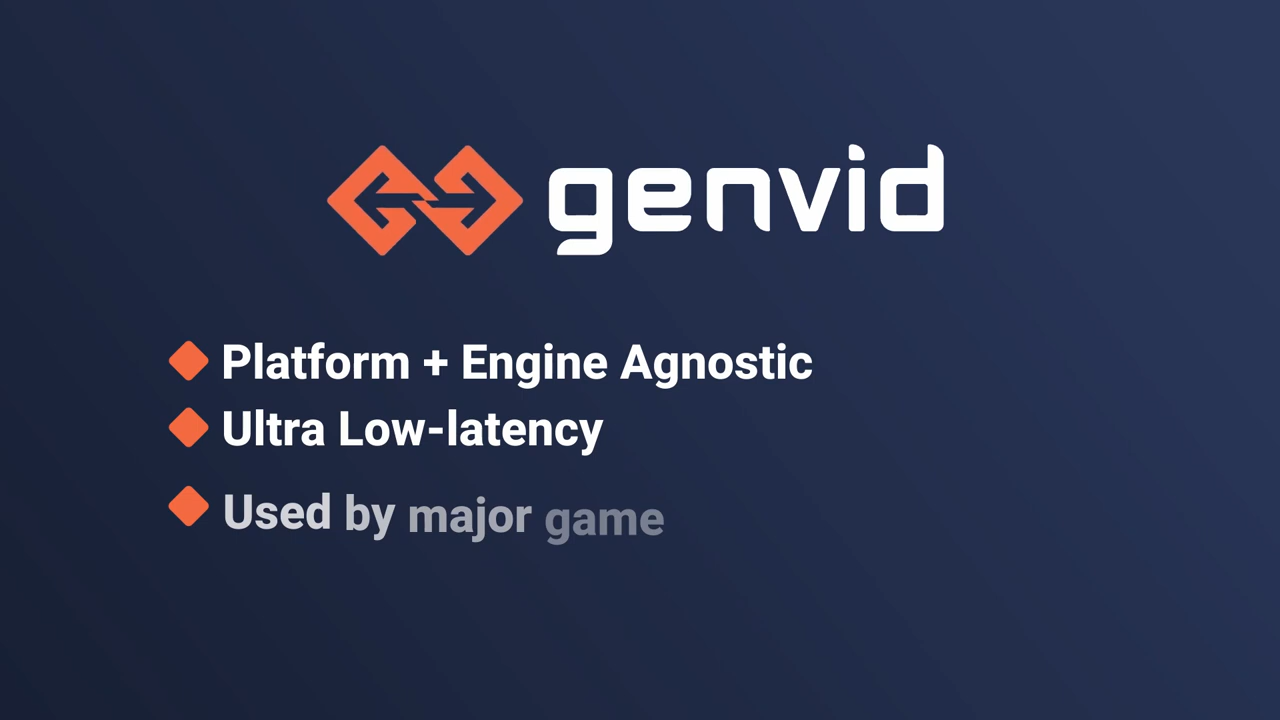 genvid
Platform + Engine Agnostic
Ultra Low-latency
Used by major game